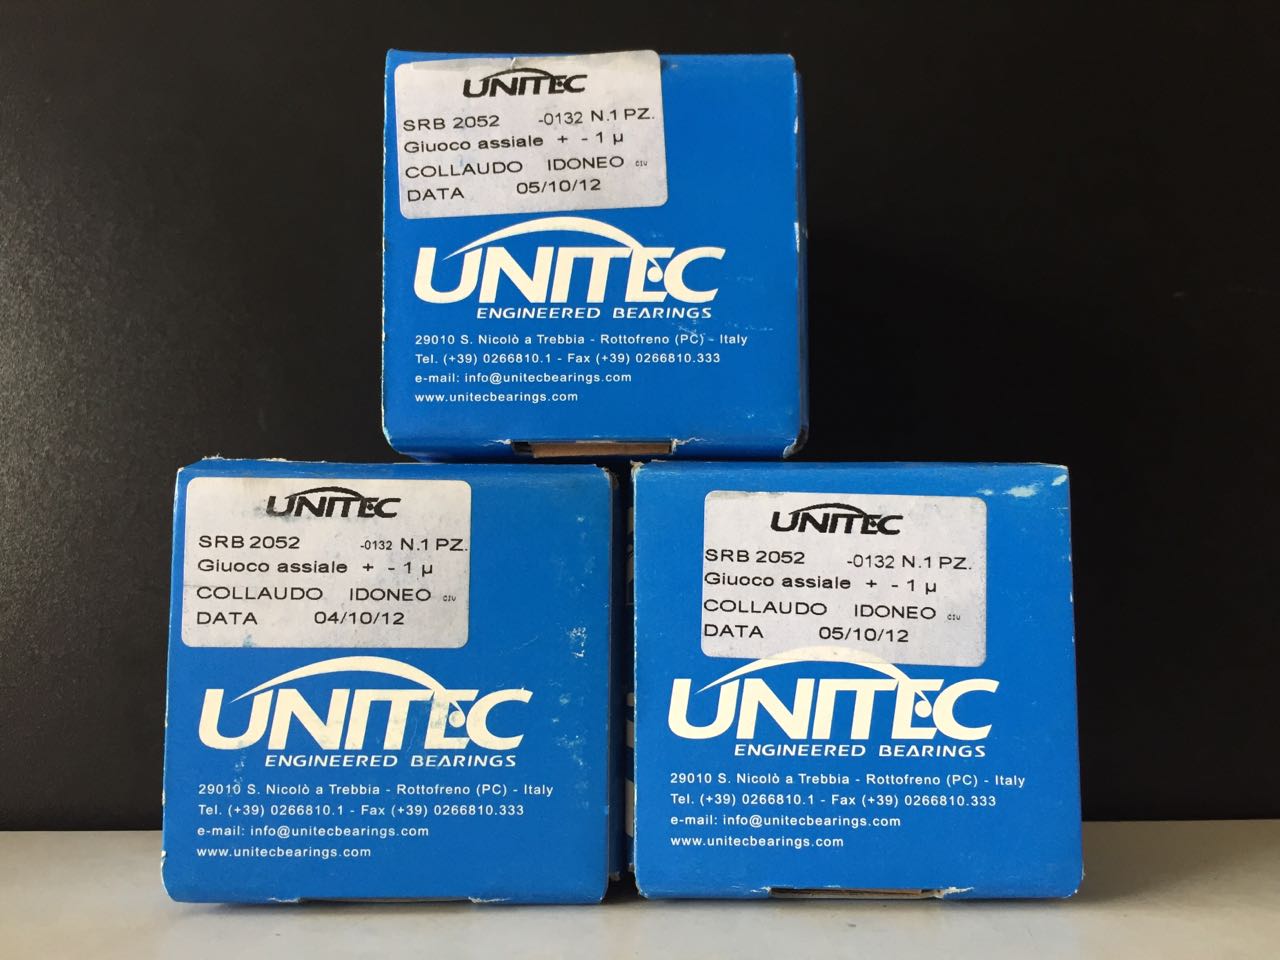 UNITEC
SRB 2052 -0132 N.1 PZ.
Giuoco assiale + - 1 µ
COLLAUDO IDONEO CIV
DATA 05/10/12
UNITEC
ENGINEERED BEARINGS
29010 S. Nicolò a Trebbia - Rottofreno (PC) - Italy
Tel. (+39) 0266810.1 - Fax (+39) 0266810.333
e-mail: info@unitecbearings.com
www.unitecbearings.com
UNITEC
SRB 2052 -0132 N.1 PZ.
Giuoco assiale + - 1 µ
COLLAUDO IDONEO CIV
DATA 04/10/12
UNITEC
ENGINEERED BEARINGS
29010 S. Nicolò a Trebbia - Rottofreno (PC) - Italy
Tel. (+39) 0266810.1 - Fax (+39) 0266810.333
e-mail: info@unitecbearings.com
www.unitecbearings.com
UNITEC
SRB 2052 -0132 N.1 PZ.
Giuoco assiale + - 1 µ
COLLAUDO IDONEO CIV
DATA 05/10/12
UNITEC
ENGINEERED BEARINGS
29010 S. Nicolò a Trebbia - Rottofreno (PC) - Italy
Tel. (+39) 0266810.1 - Fax (+39) 0266810.333
e-mail: info@unitecbearings.com
www.unitecbearings.com